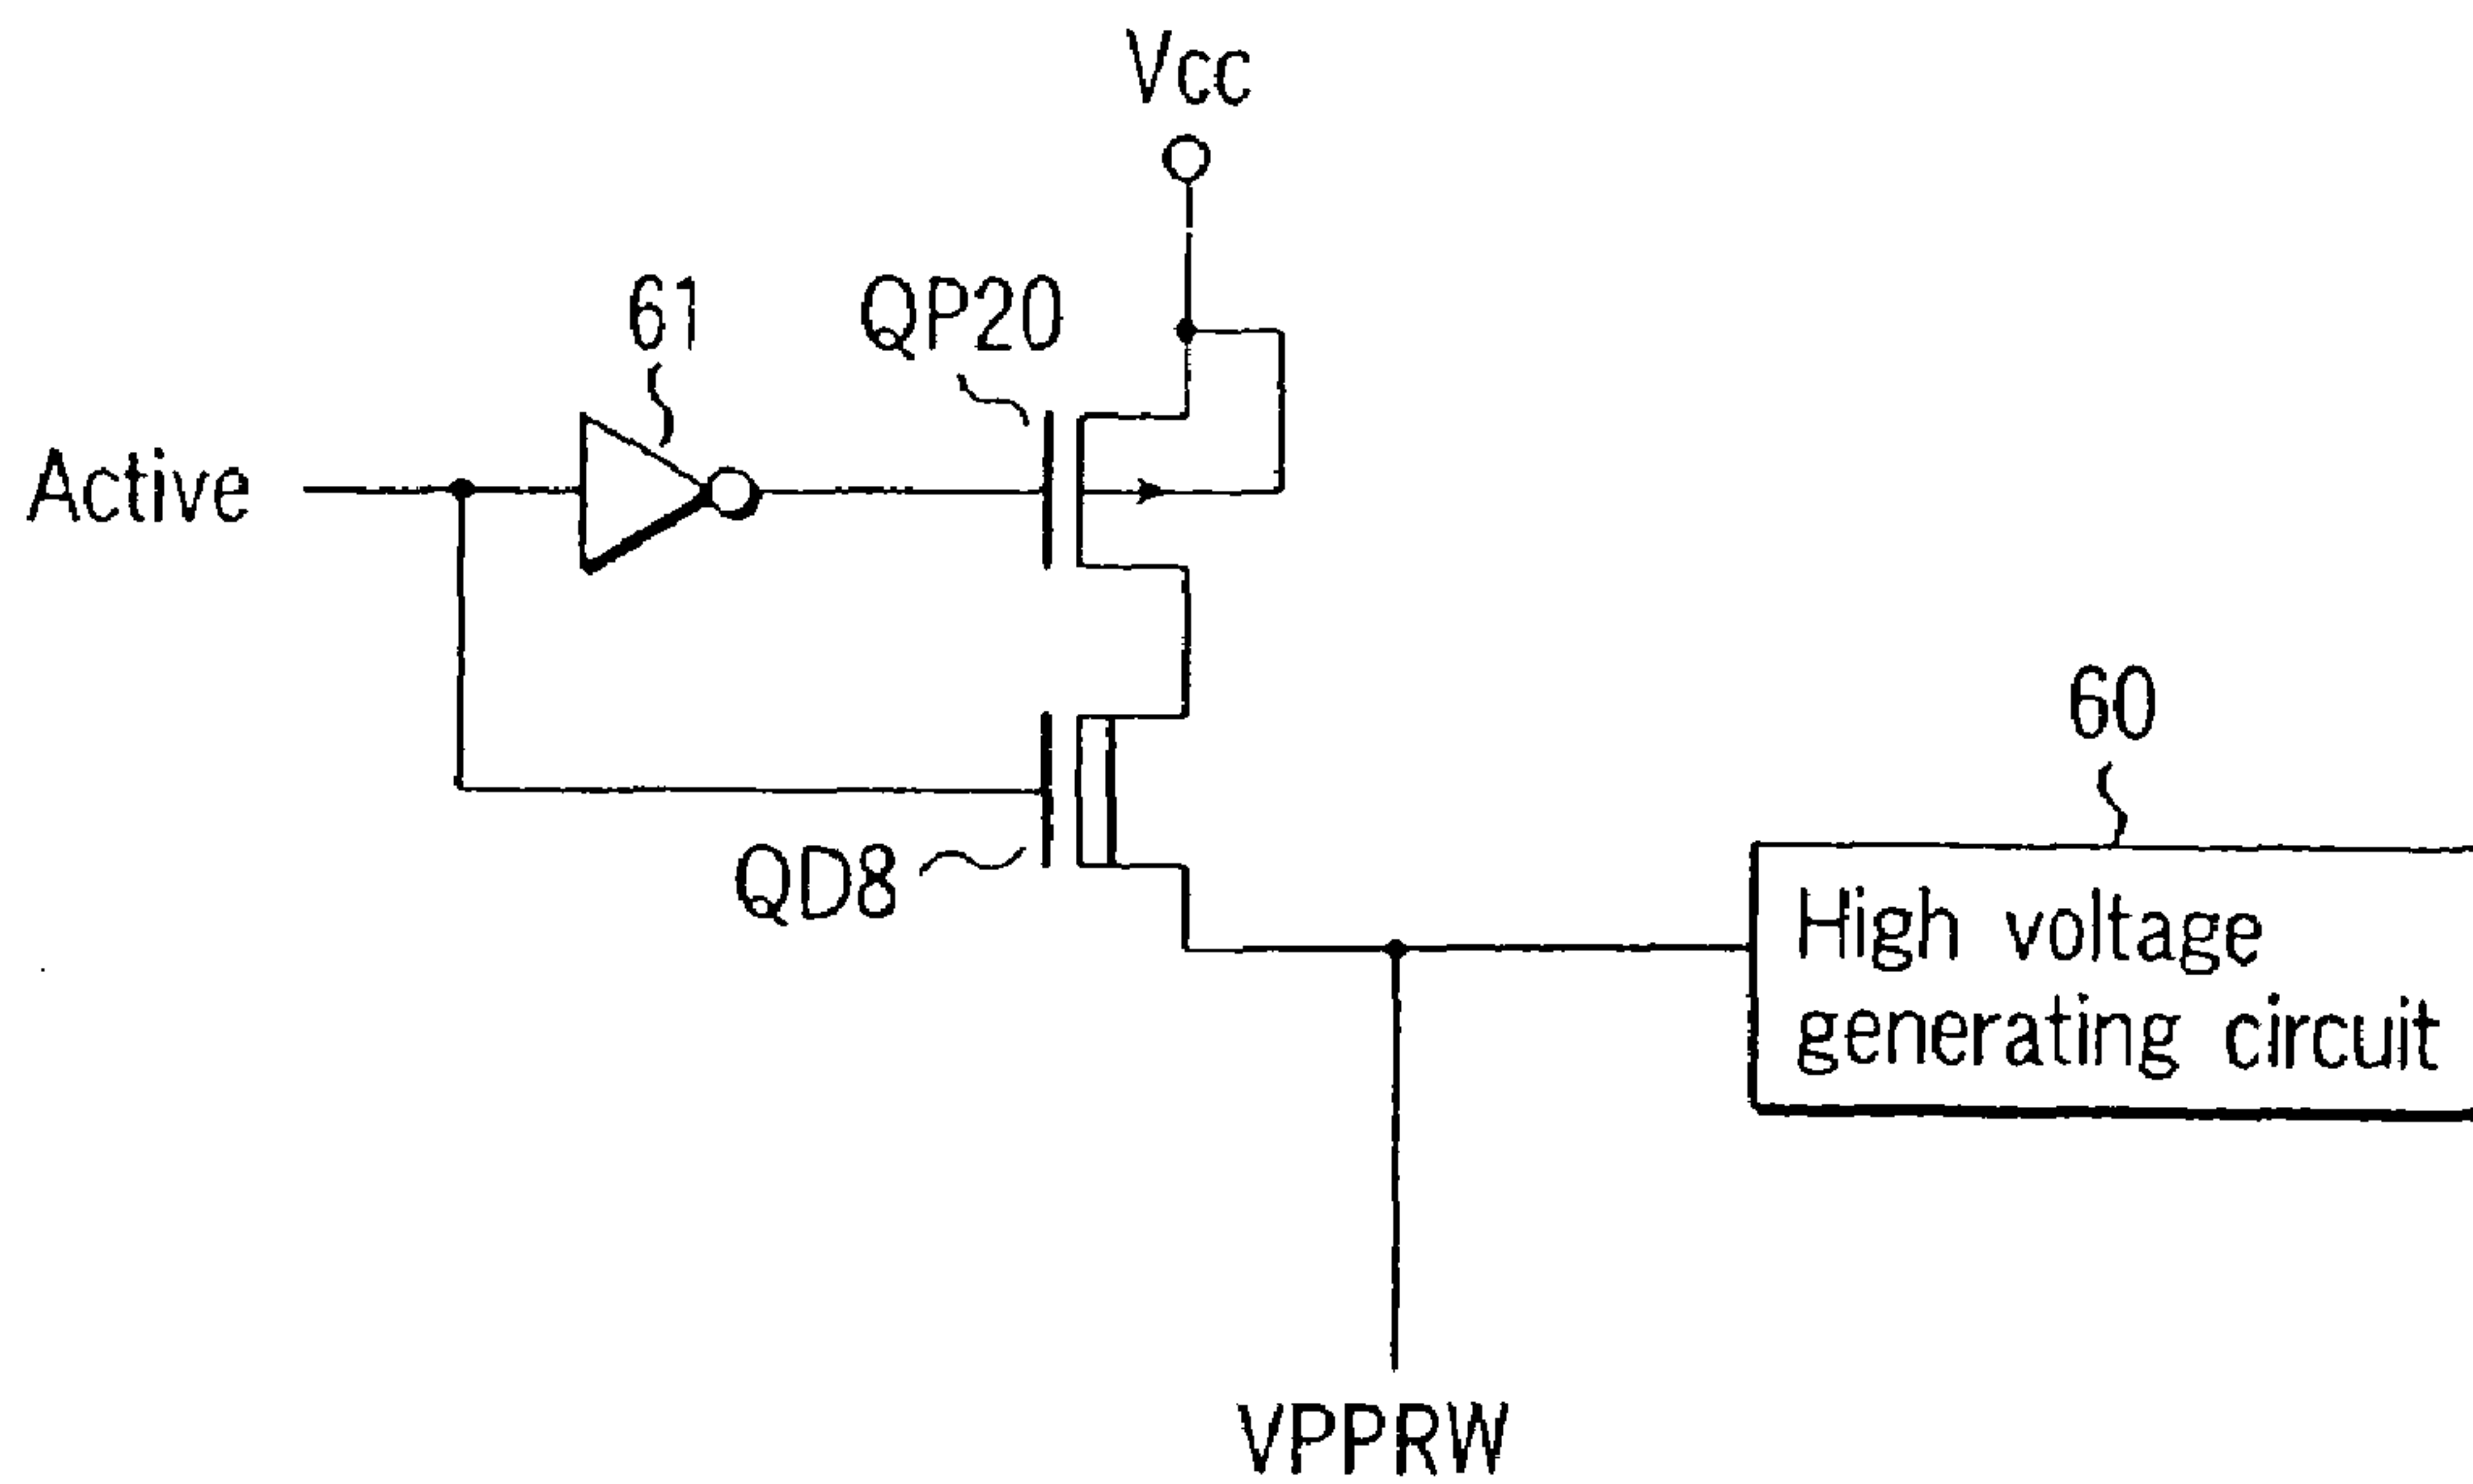 Vcc
61
QP20
Active
60
QD8
High voltage
generating circuit
VPPRW